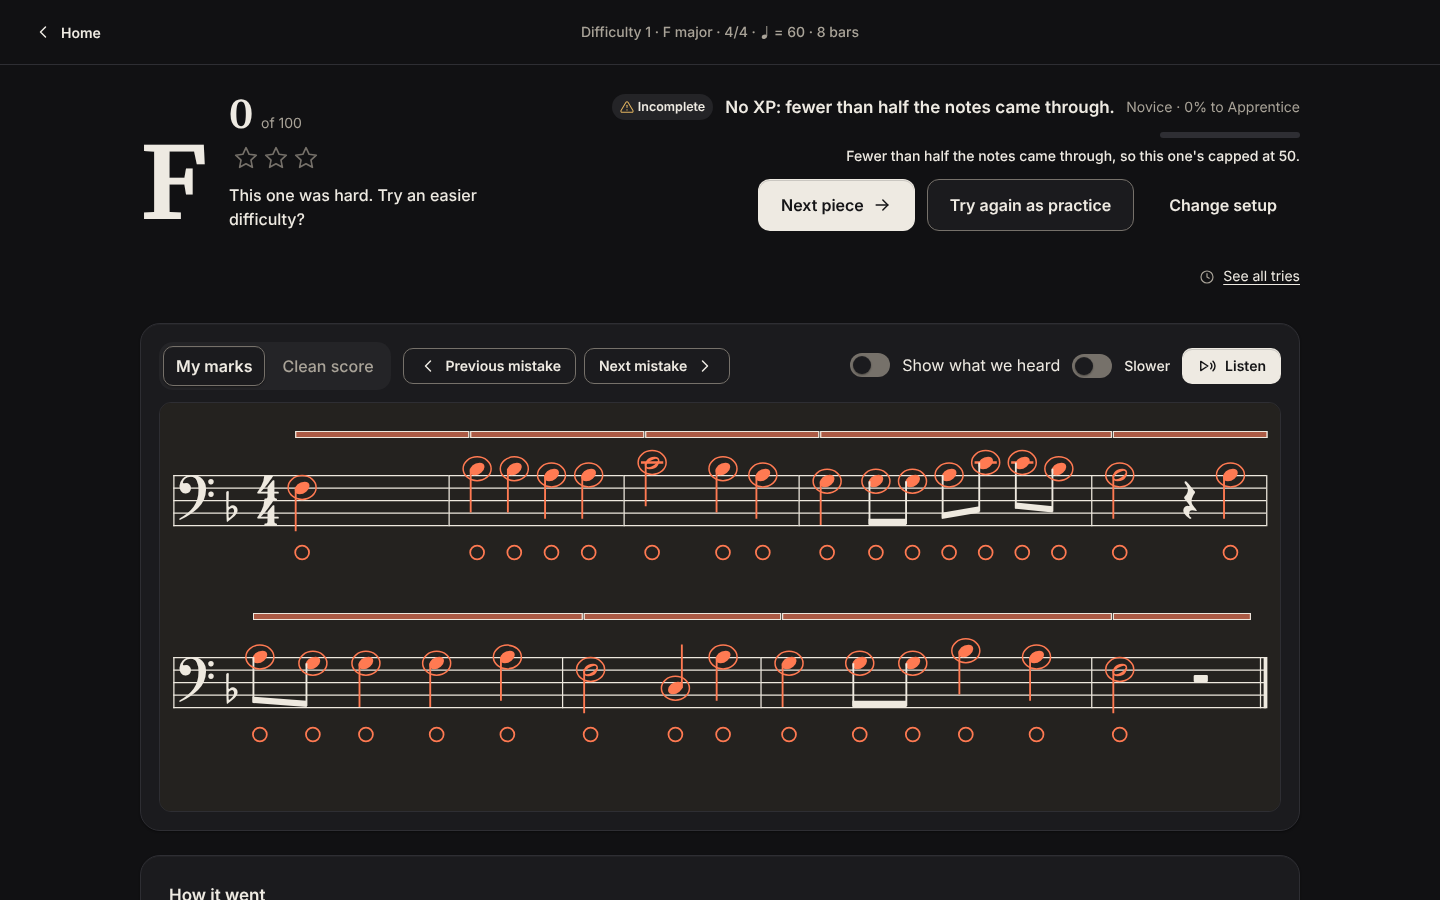 Home
Difficulty 1 · F major · 4/4 · ♩ = 60 · 8 bars
F
0 of 100
This one was hard. Try an easier
difficulty?
Incomplete
No XP: fewer than half the notes came through.
Novice · 0% to Apprentice
Fewer than half the notes came through, so this one's capped at 50.
Next piece
Try again as practice
Change setup
See all tries
My marks
Clean score
Previous mistake
Next mistake
Show what we heard
Slower
Listen
4
4
How it went